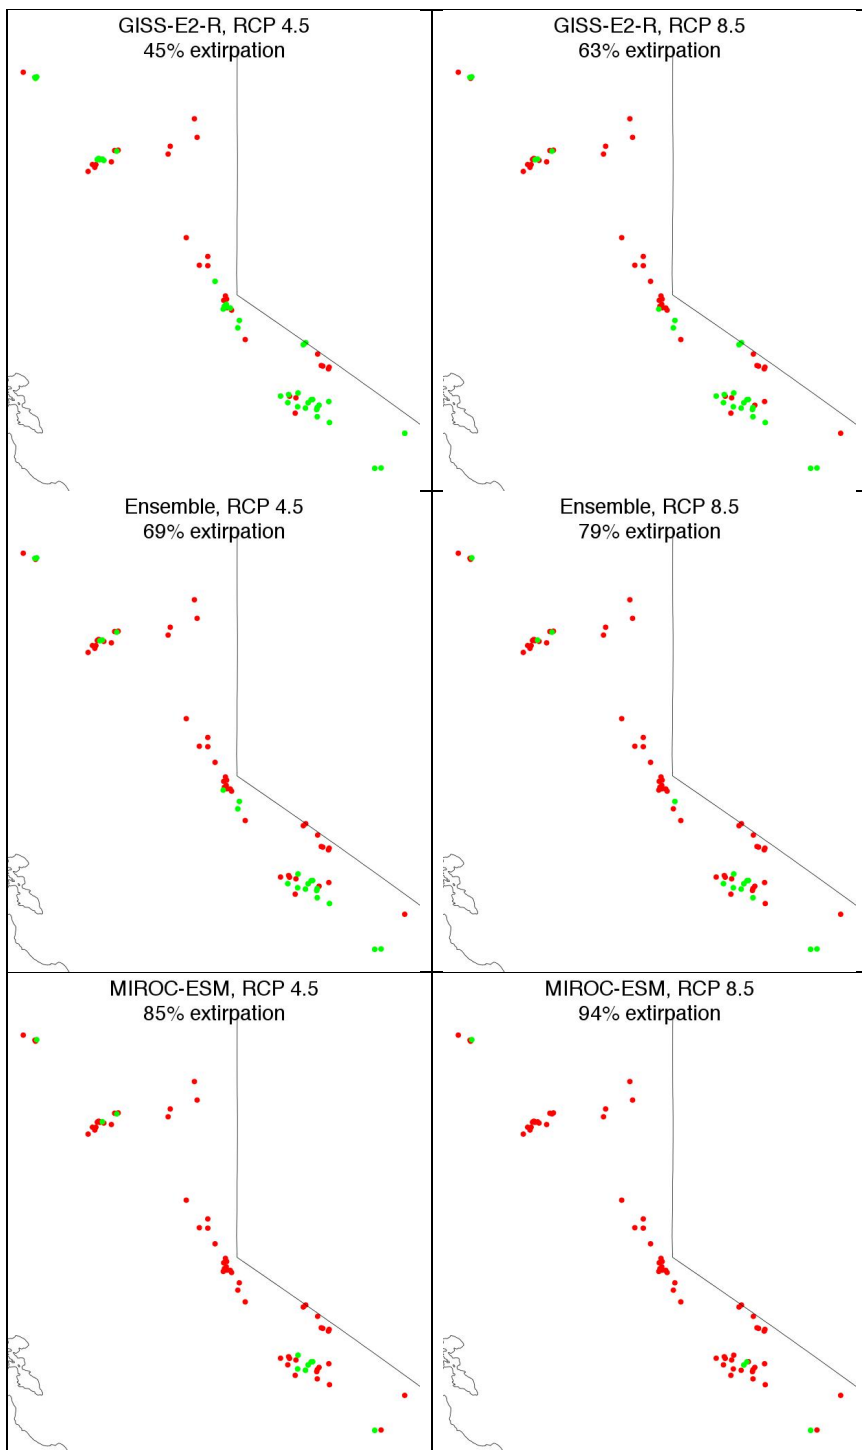 GISS-E2-R, RCP 4.5
45% extirpation
GISS-E2-R, RCP 8.5
63% extirpation
Ensemble, RCP 4.5
69% extirpation
Ensemble, RCP 8.5
79% extirpation
MIROC-ESM, RCP 4.5
85% extirpation
MIROC-ESM, RCP 8.5
94% extirpation